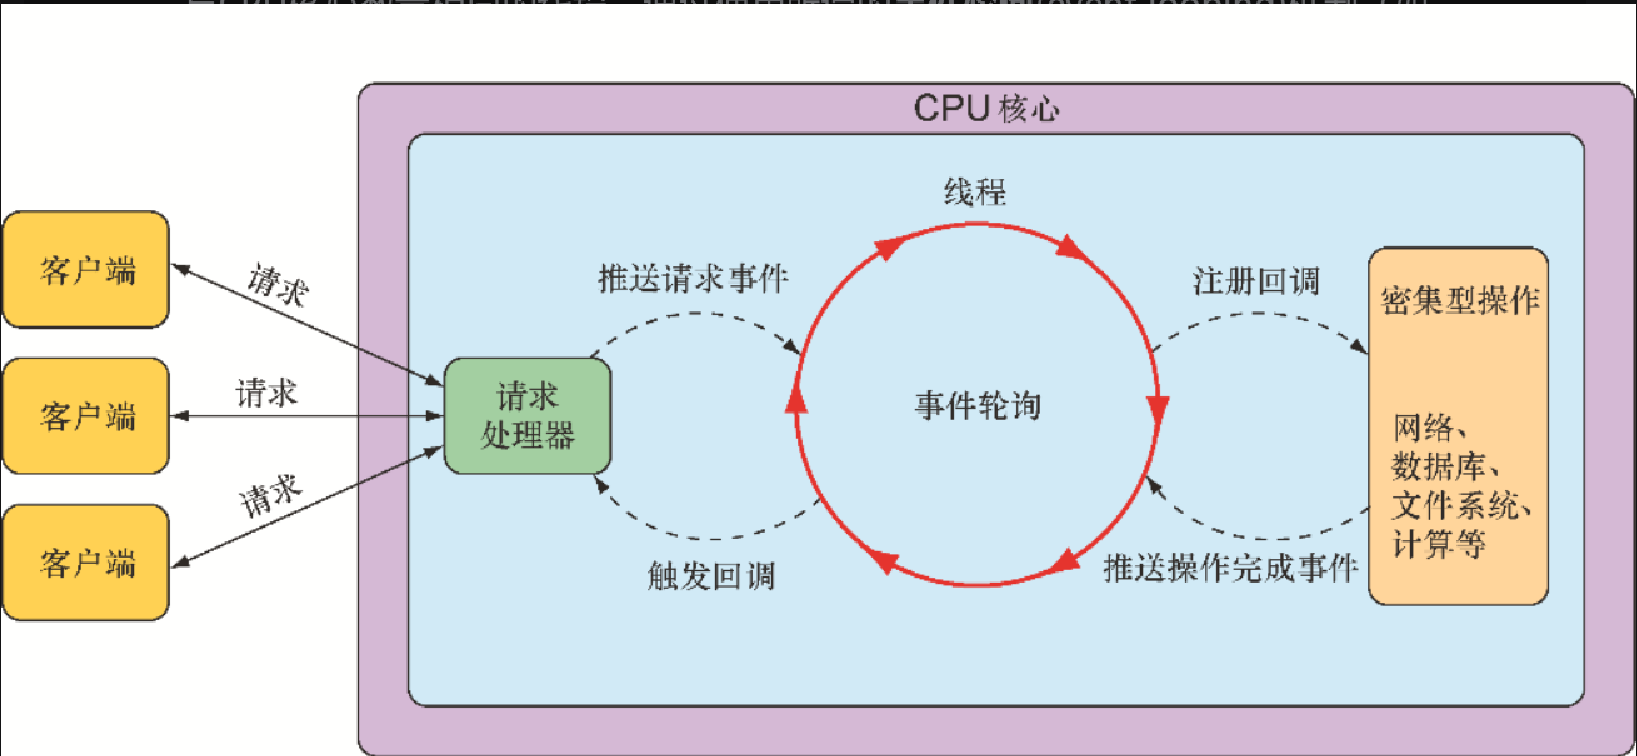 CPU 核心
线程
客户端
请求
推送请求事件
注册回调
密集型操作
客户端
请求
请求
处理器
事件轮询
网络、
数据库、
文件系统、
计算等
客户端
请求
触发回调
推送操作完成事件